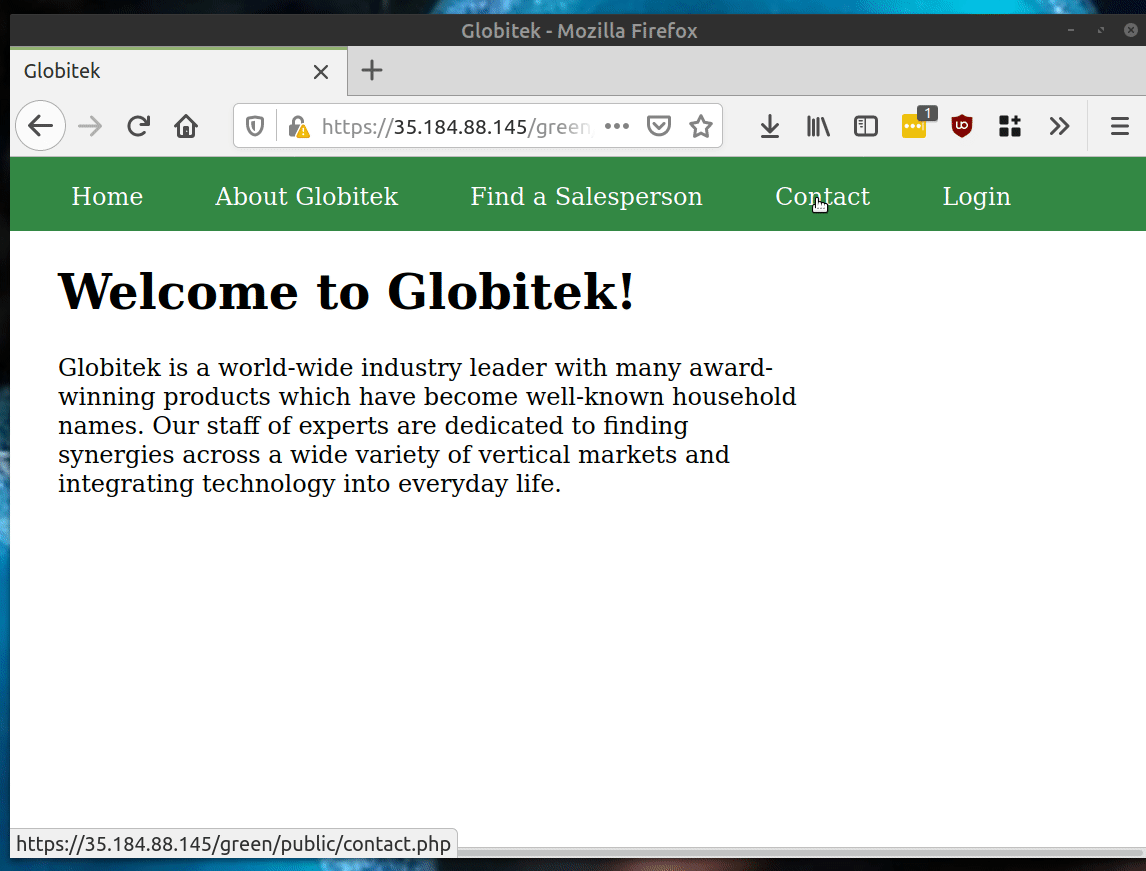 Globitek - Mozilla Firefox
Globitek
https://35.184.88.145/green
1
Home About Globitek Find a Salesperson Contact Login
Welcome to Globitek!
Globitek is a world-wide industry leader with many award-
winning products which have become well-known household
names. Our staff of experts are dedicated to finding
synergies across a wide variety of vertical markets and
integrating technology into everyday life.
https://35.184.88.145/green/public/contact.php